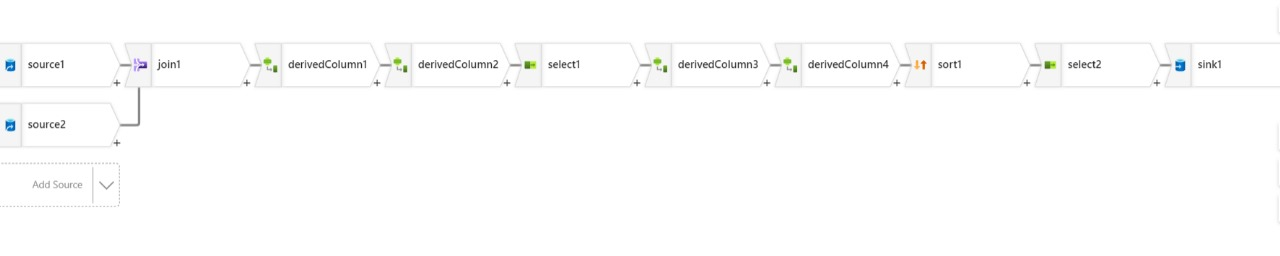 source1
join1
derivedColumn1
derivedColumn2
select1
derivedColumn3
derivedColumn4
sort1
select2
sink1
source2
Add Source